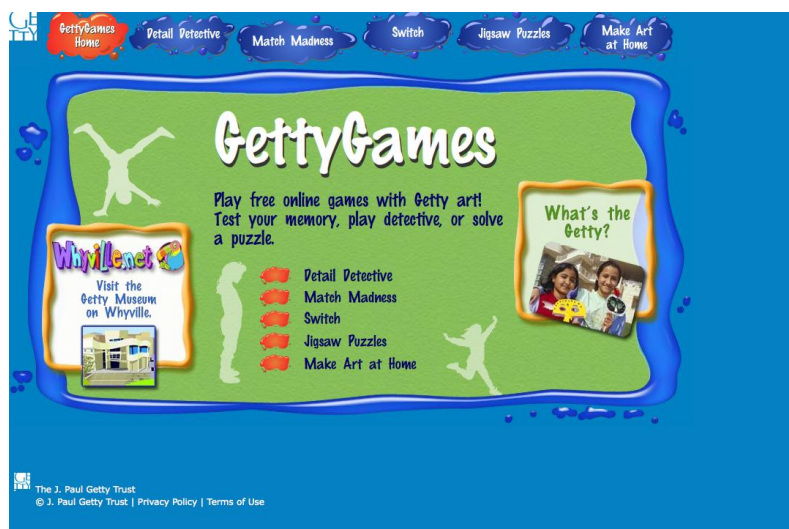 GE
TTY
GettyGames
Home
Detail Detective
Match Madness
Switch
Jigsaw Puzzles
Make Art
at Home
GettyGames
Play free online games with Getty art!
Test your memory, play detective, or solve
a puzzle.
Detail Detective
Match Madness
Switch
Jigsaw Puzzles
Make Art at Home
Whyville.net
Visit the
Getty Museum
on Whyville.
What's the
Getty?
The J. Paul Getty Trust
© J. Paul Getty Trust | Privacy Policy | Terms of Use